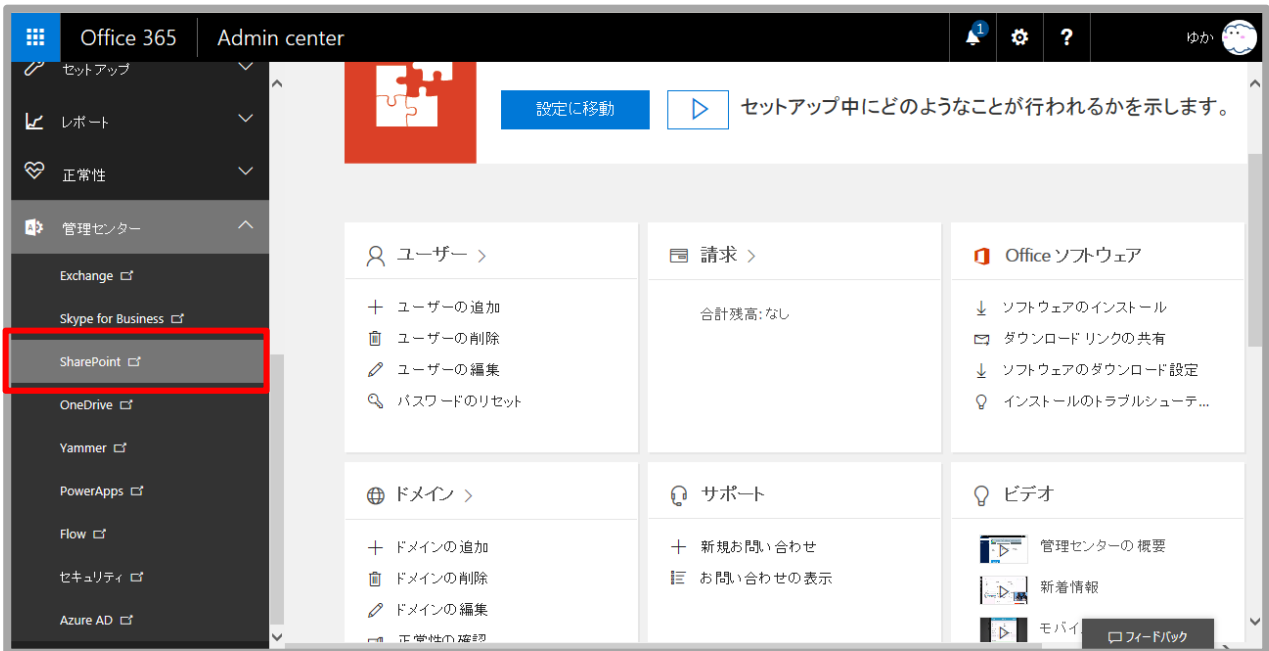 Office 365 Admin center 1 ? ゆか
セットアップ
レポート
正常性
管理センター
Exchange
Skype for Business
SharePoint
OneDrive
Yammer
PowerApps
Flow
セキュリティ
Azure AD
設定に移動
セットアップ中にどのようなことが行われるかを示します。
ユーザー >
ユーザーの追加
ユーザーの削除
ユーザーの編集
パスワードのリセット
請求 >
合計残高:なし
Office ソフトウェア
ソフトウェアのインストール
ダウンロード リンクの共有
ソフトウェアのダウンロード設定
インストールのトラブルシューテ...
ドメイン >
ドメインの追加
ドメインの削除
ドメインの編集
正常性の確認
サポート
新規お問い合わせ
お問い合わせの表示
ビデオ
管理センターの概要
新着情報
モバイ
フィードバック